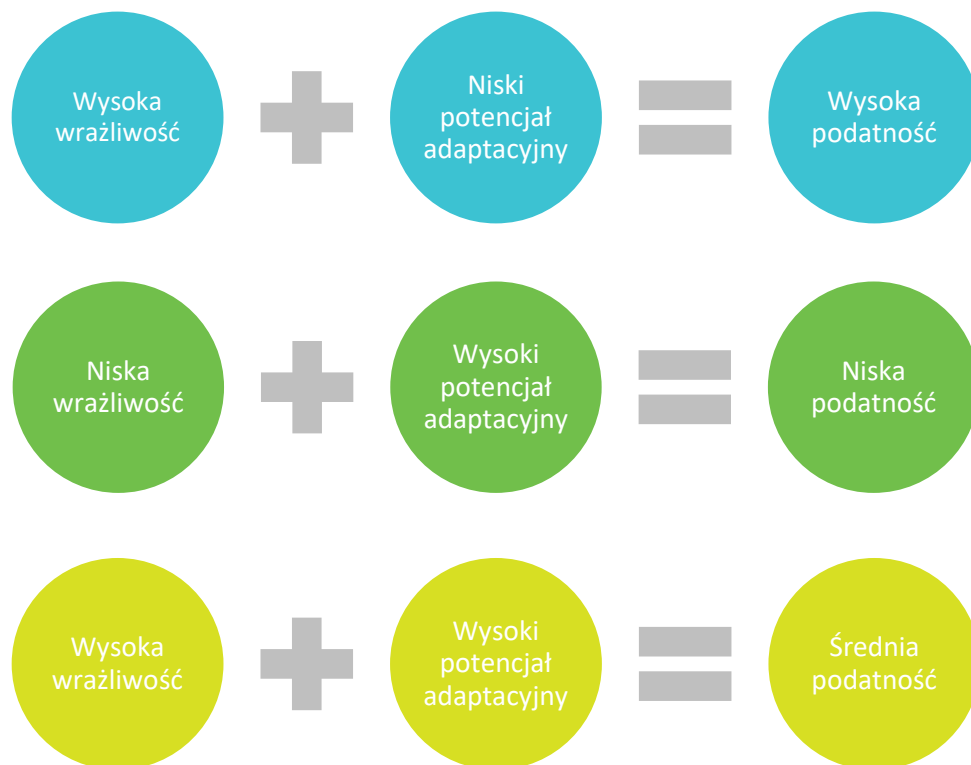 Wysoka
wrażliwość
Niski
potencjał
adaptacyjny
Wysoka
podatność
Niska
wrażliwość
Wysoki
potencjał
adaptacyjny
Niska
podatność
Wysoka
wrażliwość
Wysoki
potencjał
adaptacyjny
Średnia
podatność